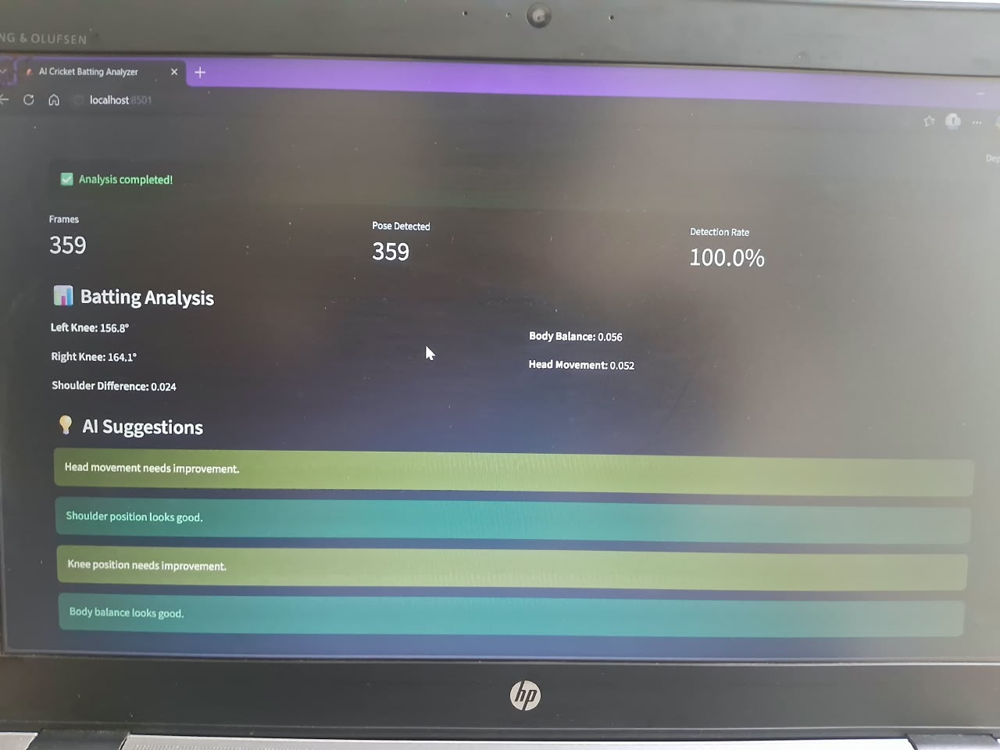 NG & OLUFSEN
AI Cricket Batting Analyzer
localhost:8501
Analysis completed!
Frames
359
Pose Detected
359
Detection Rate
100.0%
Batting Analysis
Left Knee: 156.8°
Right Knee: 164.1°
Shoulder Difference: 0.024
Body Balance: 0.056
Head Movement: 0.052
AI Suggestions
Head movement needs improvement.
Shoulder position looks good.
Knee position needs improvement.
Body balance looks good.
hp